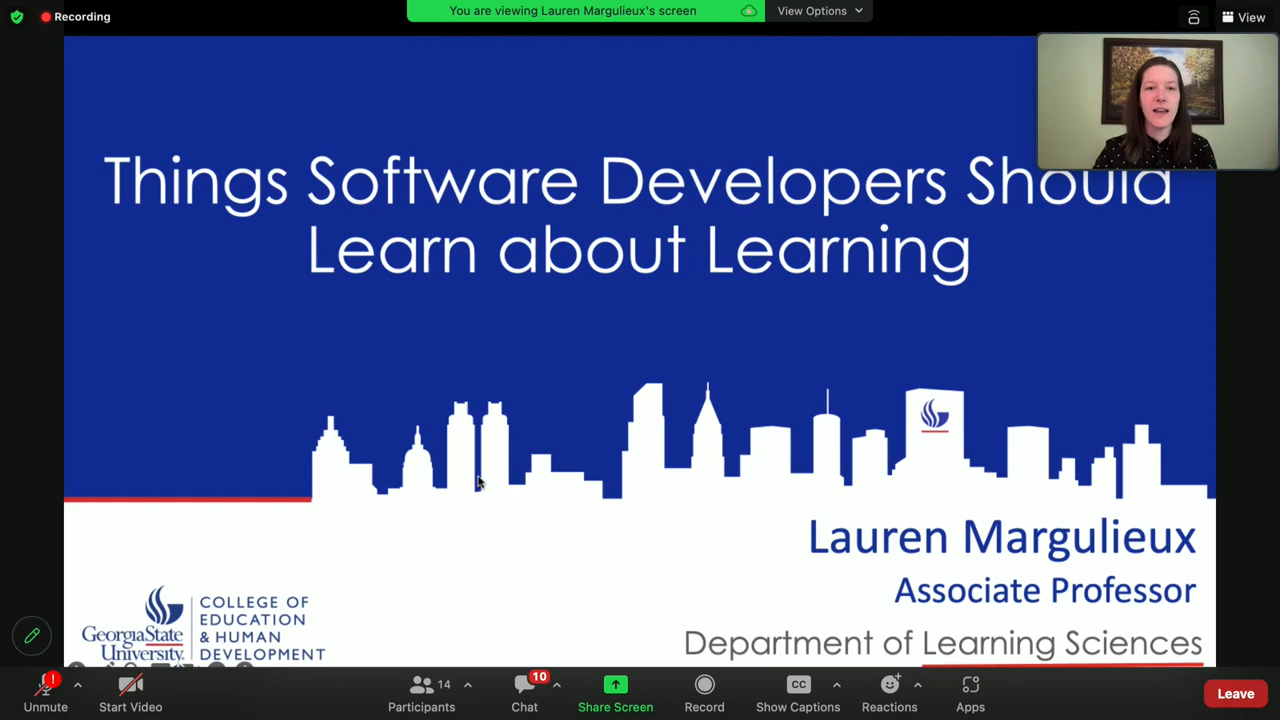 Recording
You are viewing Lauren Margulieux's screen
View Options
View
Things Software Developers Should
Learn about Learning
Lauren Margulieux
Associate Professor
Department of Learning Sciences
GeorgiaState
University
COLLEGE OF
EDUCATION
& HUMAN
DEVELOPMENT
Unmute
Start Video
14
Participants
10
Chat
Share Screen
Record
CC
Show Captions
Reactions
Apps
Leave